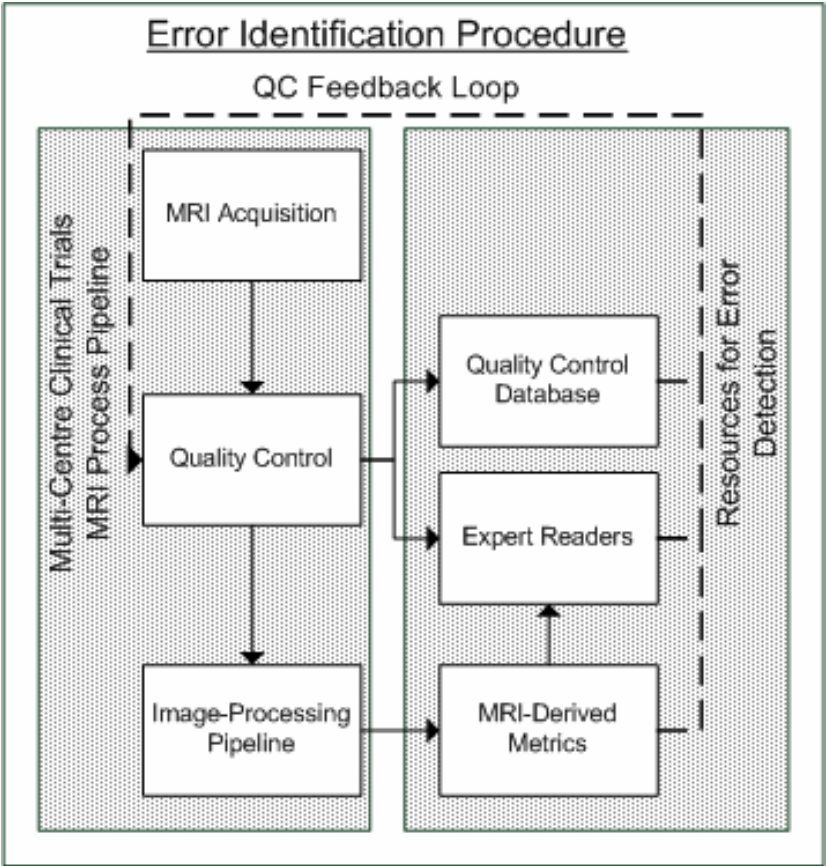 Error Identification Procedure
QC Feedback Loop
Multi-Centre Clinical Trials
MRI Process Pipeline
MRI Acquisition
Quality Control
Image-Processing
Pipeline
Quality Control
Database
Expert Readers
MRI-Derived
Metrics
Resources for Error
Detection